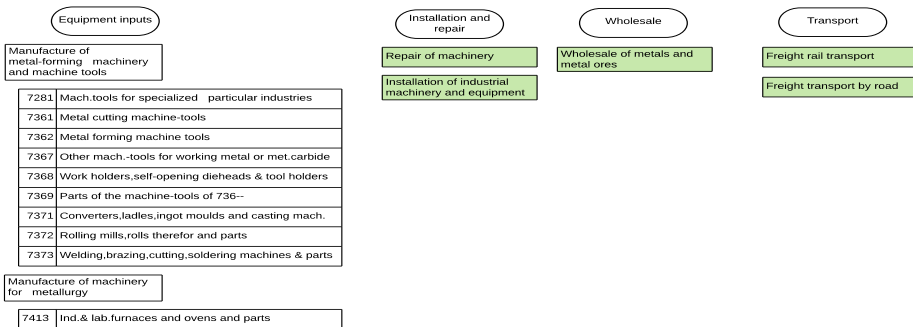 Equipment inputs
Installation and
repair
Wholesale
Transport
Manufacture of
metal-forming machinery
and machine tools
Repair of machinery
Installation of industrial
machinery and equipment
Wholesale of metals and
metal ores
Freight rail transport
Freight transport by road
7281 Mach.tools for specialized particular industries
7361 Metal cutting machine-tools
7362 Metal forming machine tools
7367 Other mach.-tools for working metal or met.carbide
7368 Work holders,self-opening dieheads & tool holders
7369 Parts of the machine-tools of 736--
7371 Converters,ladles,ingot moulds and casting mach.
7372 Rolling mills,rolls therefor and parts
7373 Welding,brazing,cutting,soldering machines & parts
Manufacture of machinery
for metallurgy
7413 Ind.& lab.furnaces and ovens and parts